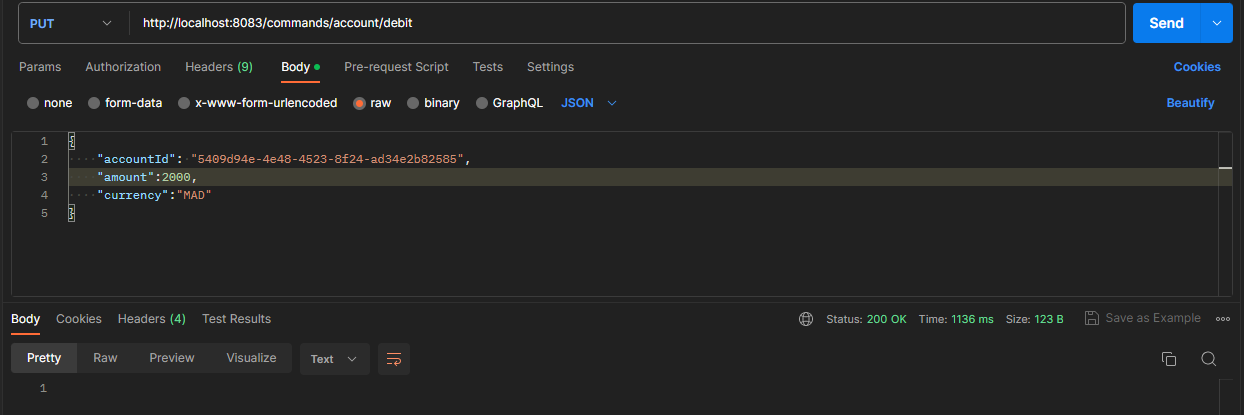 PUT http://localhost:8083/commands/account/debit Send
Params Authorization Headers (9) Body Pre-request Script Tests Settings Cookies
none form-data x-www-form-urlencoded raw binary GraphQL JSON Beautify
1 {
2 "accountId": "5409d94e-4e48-4523-8f24-ad34e2b82585",
3 "amount":2000,
4 "currency":"MAD"
5 }
Body Cookies Headers (4) Test Results Status: 200 OK Time: 1136 ms Size: 123 B Save as Example
Pretty Raw Preview Visualize Text
1